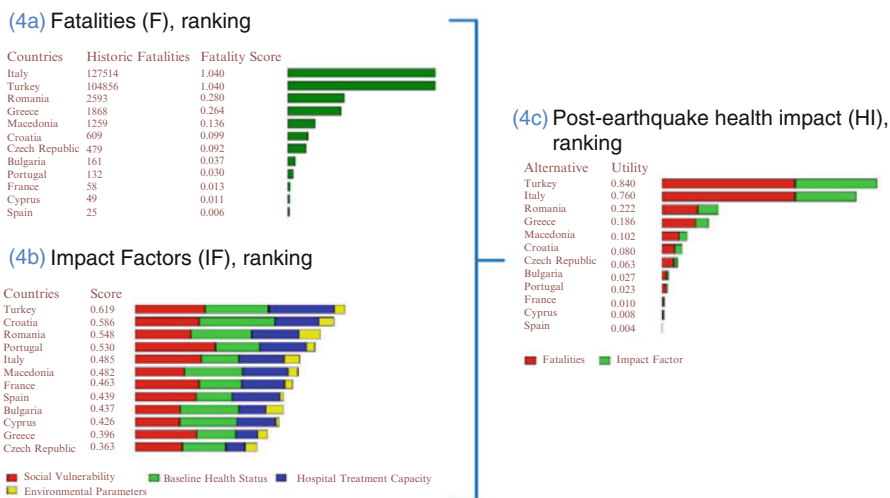 (4a) Fatalities (F), ranking
Countries Historic Fatalities Fatality Score
Italy 127514 1.040
Turkey 104856 1.040
Romania 2593 0.280
Greece 1868 0.264
Macedonia 1259 0.136
Croatia 609 0.099
Czech Republic 479 0.092
Bulgaria 161 0.037
Portugal 132 0.030
France 58 0.013
Cyprus 49 0.011
Spain 25 0.006
(4b) Impact Factors (IF), ranking
Countries Score
Turkey 0.619
Croatia 0.586
Romania 0.548
Portugal 0.530
Italy 0.485
Macedonia 0.482
France 0.463
Spain 0.439
Bulgaria 0.437
Cyprus 0.426
Greece 0.396
Czech Republic 0.363
Social Vulnerability Baseline Health Status Hospital Treatment Capacity
Environmental Parameters
(4c) Post-earthquake health impact (HI),
ranking
Alternative Utility
Turkey 0.840
Italy 0.760
Romania 0.222
Greece 0.186
Macedonia 0.102
Croatia 0.080
Czech Republic 0.063
Bulgaria 0.027
Portugal 0.023
France 0.010
Cyprus 0.008
Spain 0.004
Fatalities Impact Factor